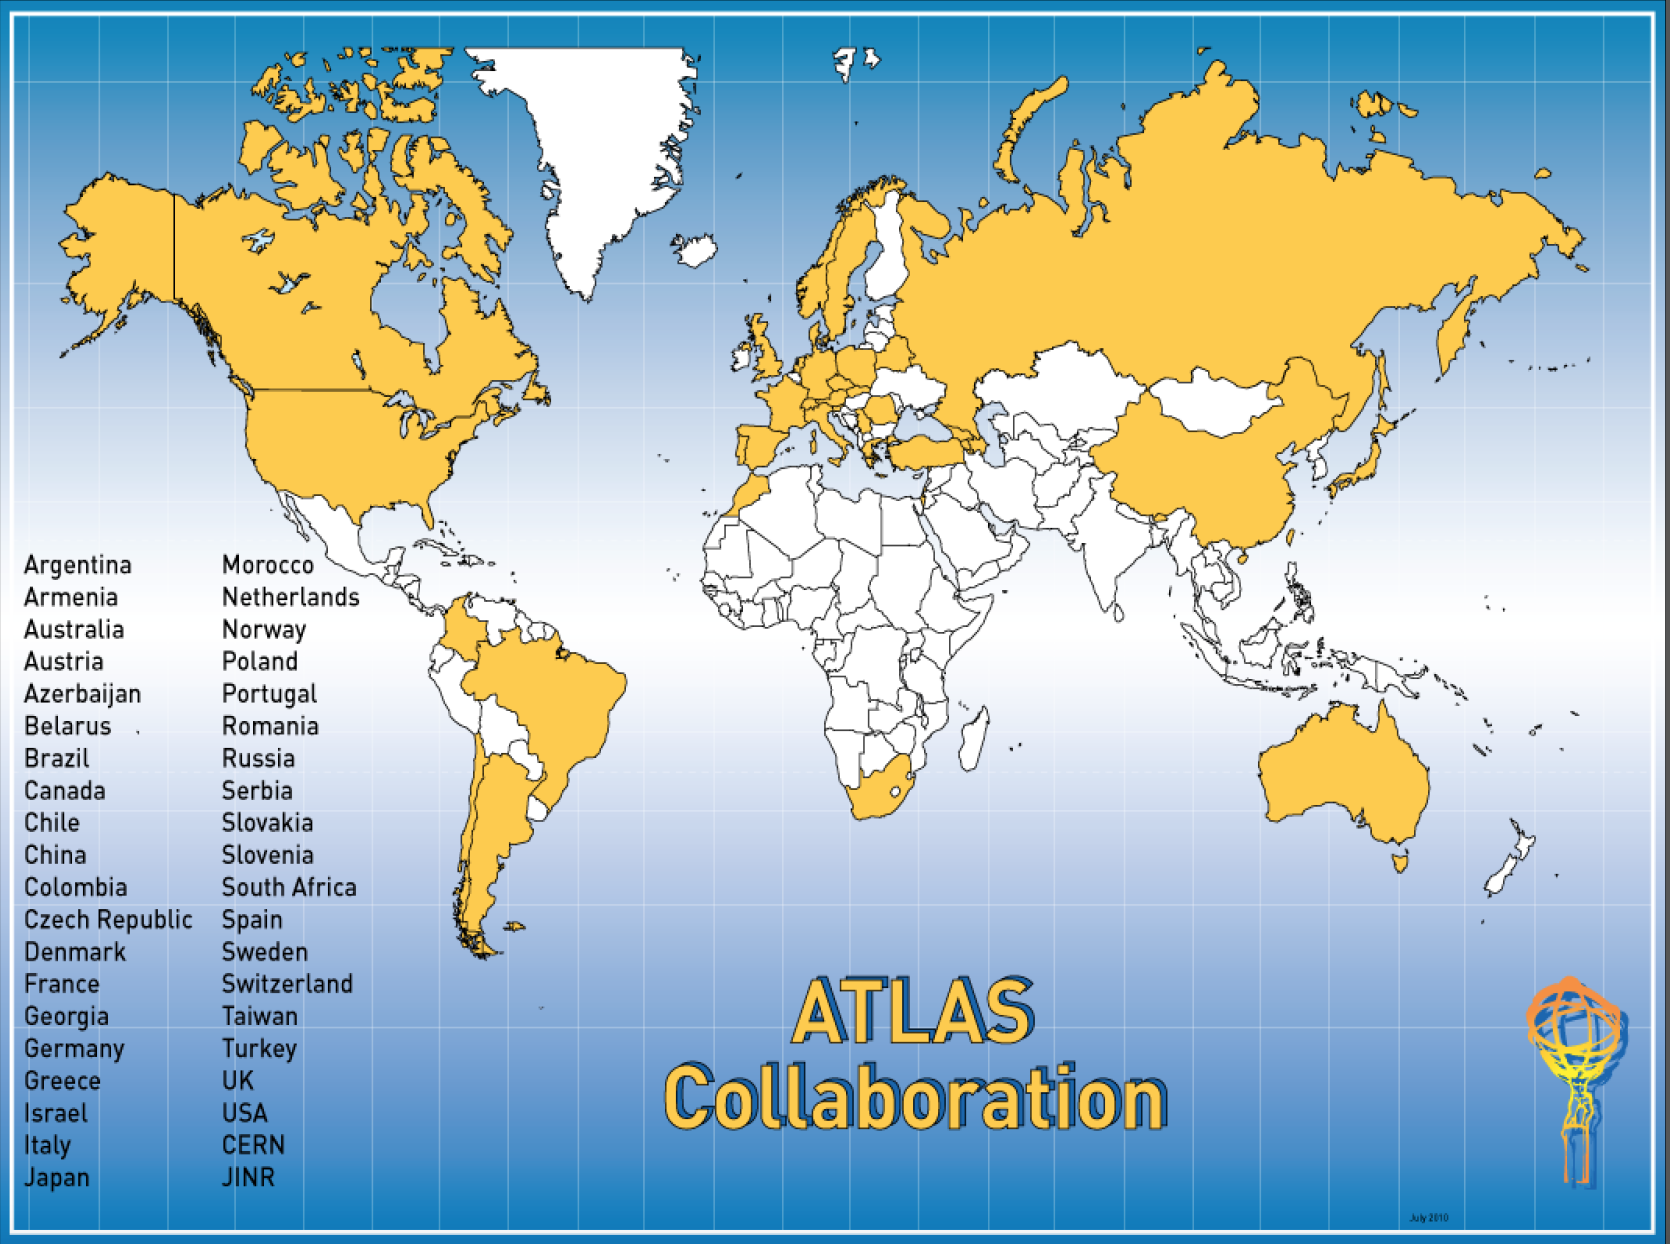 Argentina
Armenia
Australia
Austria
Azerbaijan
Belarus
Brazil
Canada
Chile
China
Colombia
Czech Republic
Denmark
France
Georgia
Germany
Greece
Israel
Italy
Japan
Morocco
Netherlands
Norway
Poland
Portugal
Romania
Russia
Serbia
Slovakia
Slovenia
South Africa
Spain
Sweden
Switzerland
Taiwan
Turkey
UK
USA
CERN
JINR
ATLAS
Collaboration
July 2010